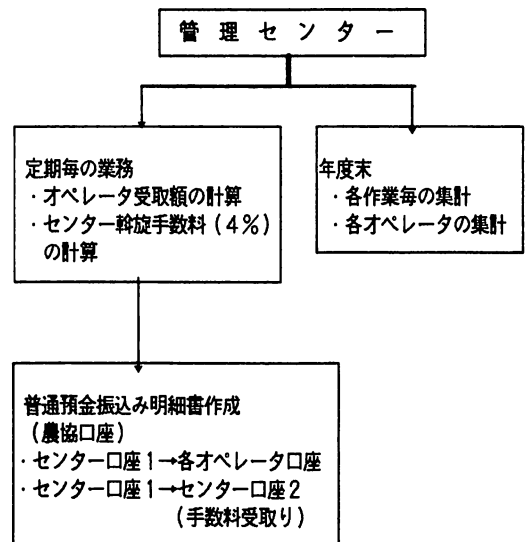 管理センター
定期毎の業務
・オペレータ受取額の計算
・センター斡旋手数料(4%)
の計算
年度末
・各作業毎の集計
・各オペレータの集計
普通預金振込み明細書作成
(農協口座)
・センター口座1→各オペレータ口座
・センター口座1→センター口座2
(手数料受取り)